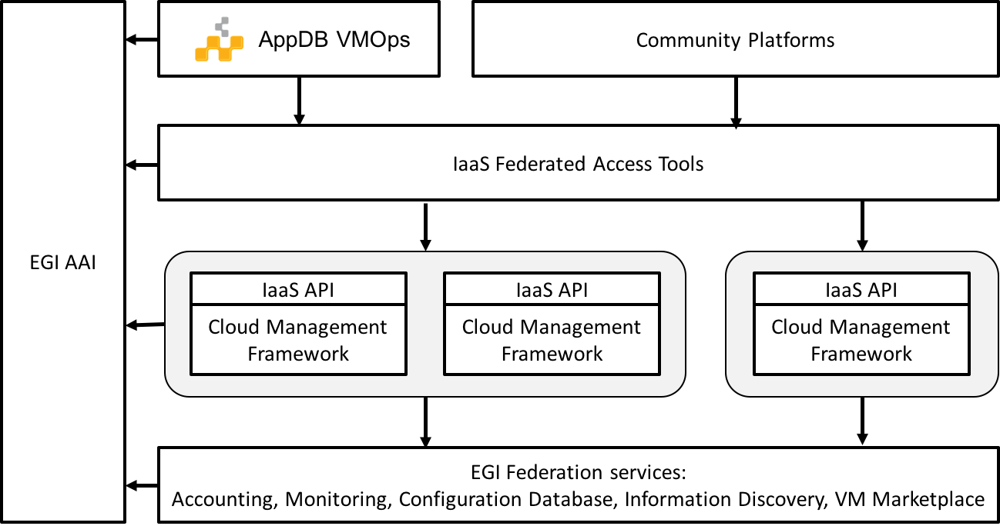 AppDB VMOps
Community Platforms
IaaS Federated Access Tools
EGI AAI
IaaS API
Cloud Management
Framework
IaaS API
Cloud Management
Framework
IaaS API
Cloud Management
Framework
EGI Federation services:
Accounting, Monitoring, Configuration Database, Information Discovery, VM Marketplace